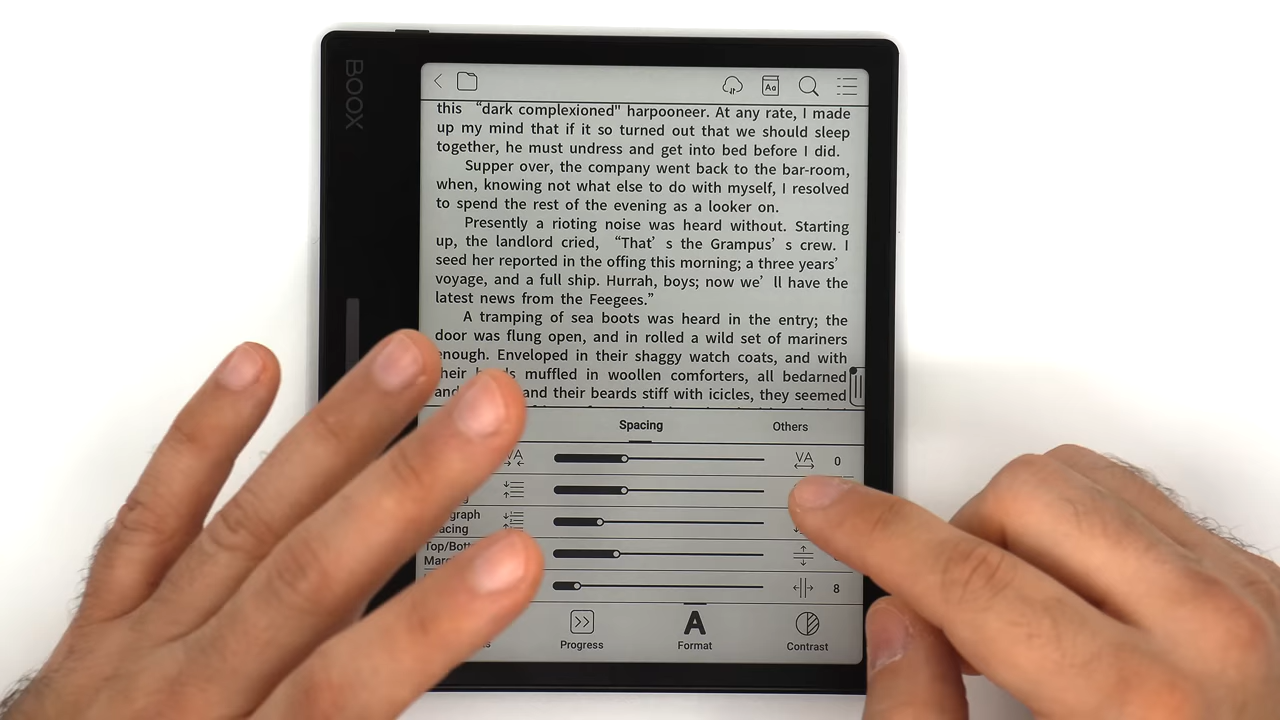 BOOX
Aa
this “dark complexioned" harpooneer. At any rate, I made
up my mind that if it so turned out that we should sleep
together, he must undress and get into bed before I did.
Supper over, the company went back to the bar-room,
when, knowing not what else to do with myself, I resolved
to spend the rest of the evening as a looker on.
Presently a rioting noise was heard without. Starting
up, the landlord cried, “That’ s the Grampus’ s crew. I
seed her reported in the offing this morning; a three years’
voyage, and a full ship. Hurrah, boys; now we’ ll have the
latest news from the Feegees.”
A tramping of sea boots was heard in the entry; the
door was flung open, and in rolled a wild set of mariners
enough. Enveloped in their shaggy watch coats, and with
muffled in woollen comforters, all bedarned
and their beards stiff with icicles, they seemed
Spacing Others
VA VA 0
Top/Bott
8
Progress Format Contrast